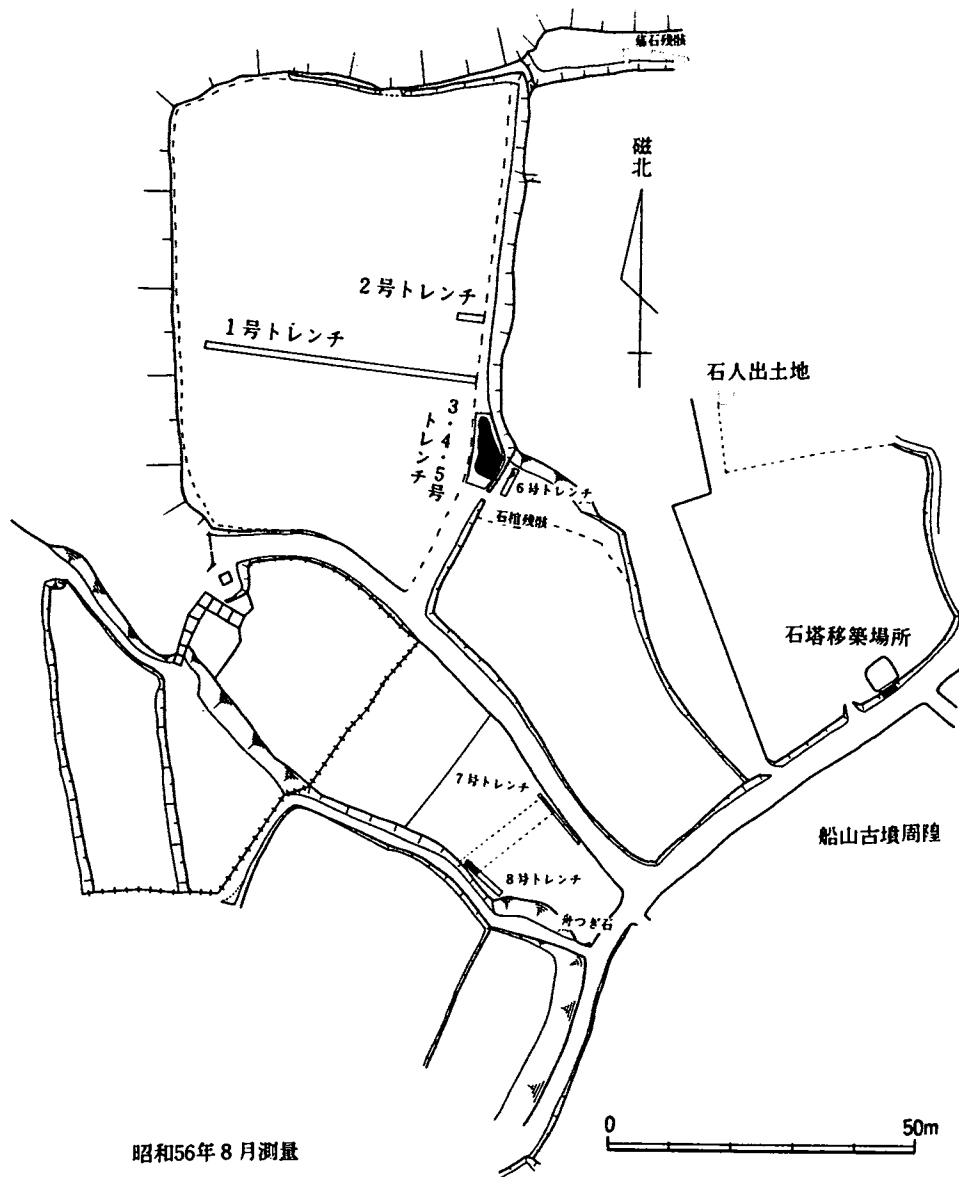 墓石残骸
磁北
2号トレンチ
1号トレンチ
石人出土地
3・4・5号
トレンチ
6号トレンチ
石棺残骸
石塔移築場所
7号トレンチ
船山古墳周隍
8号トレンチ
舟つぎ石
0 50m
昭和56年8月測量